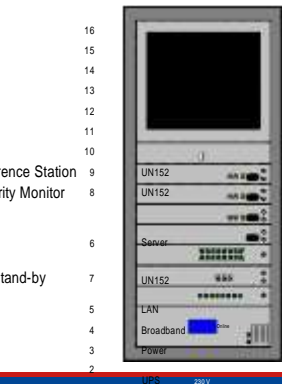 16
15
14
13
12
11
10
rence Station 9 UN152
rity Monitor 8 UN152
6 Server
tand-by 7 UN152
5 LAN
4 Broadband Online
3 Power
2
UPS 230 V